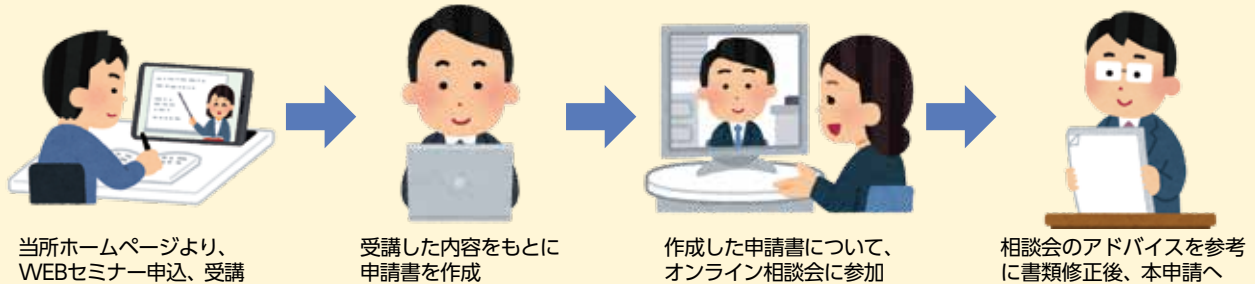 当所ホームページより、
WEBセミナー申込、受講
受講した内容をもとに
申請書を作成
作成した申請書について、
オンライン相談会に参加
相談会のアドバイスを参考
に書類修正後、本申請へ